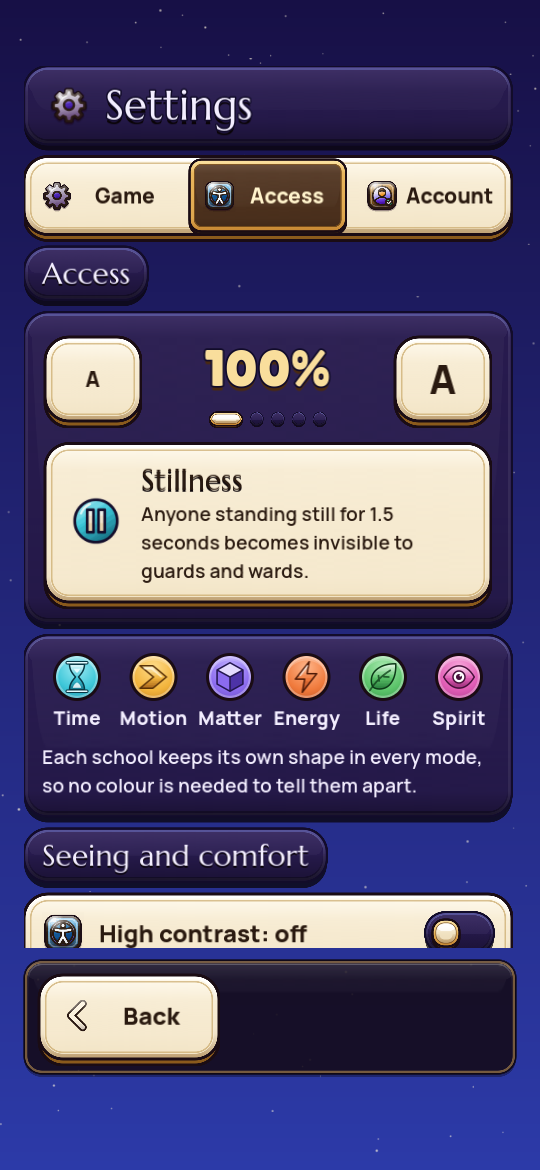 Settings
Game
Access
Account
Access
A
100%
A
Stillness
Anyone standing still for 1.5
seconds becomes invisible to
guards and wards.
Time
Motion
Matter
Energy
Life
Spirit
Each school keeps its own shape in every mode,
so no colour is needed to tell them apart.
Seeing and comfort
High contrast: off
Back